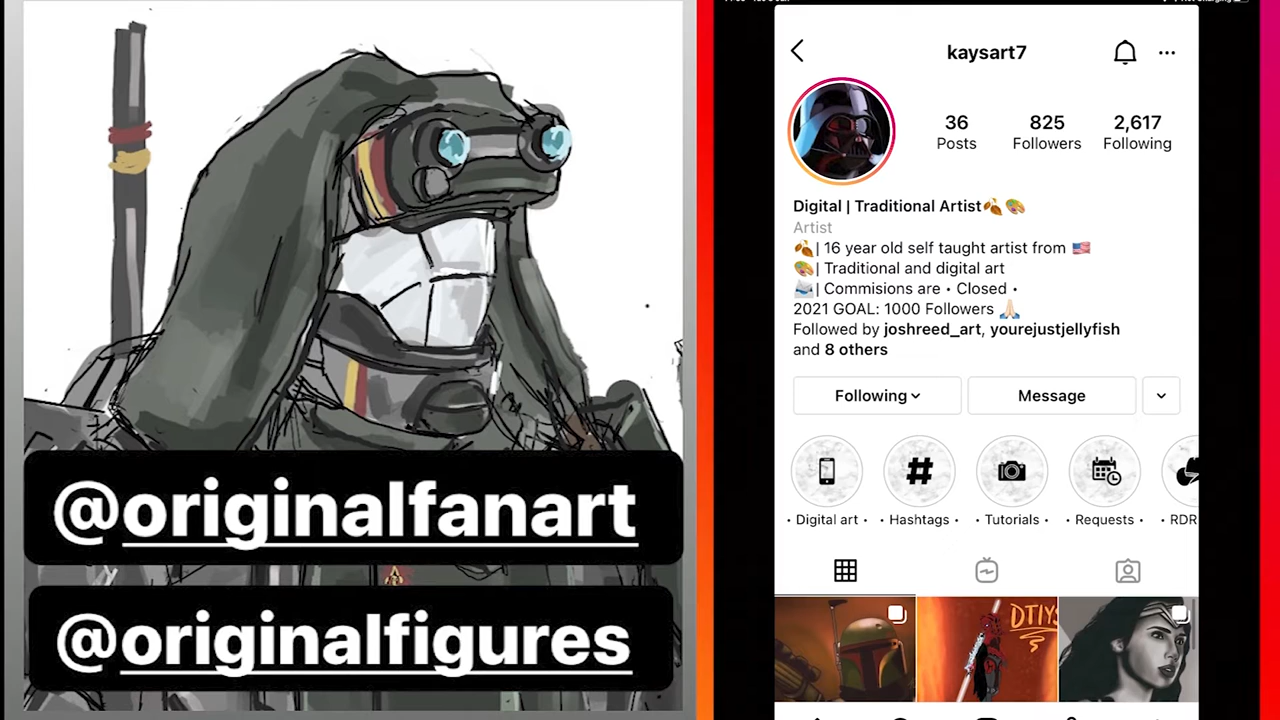 @originalfanart
@originalfigures
kaysart7
36 825 2,617
Posts Followers Following
Digital | Traditional Artist🍂🎨
Artist
🍂| 16 year old self taught artist from 🇺🇸
🎨| Traditional and digital art
📨| Commisions are • Closed •
2021 GOAL: 1000 Followers 🙏🏻
Followed by joshreed_art, yourejustjellyfish
and 8 others
Following Message
• Digital art • • Hashtags • • Tutorials • • Requests • • RDR
DTIYS